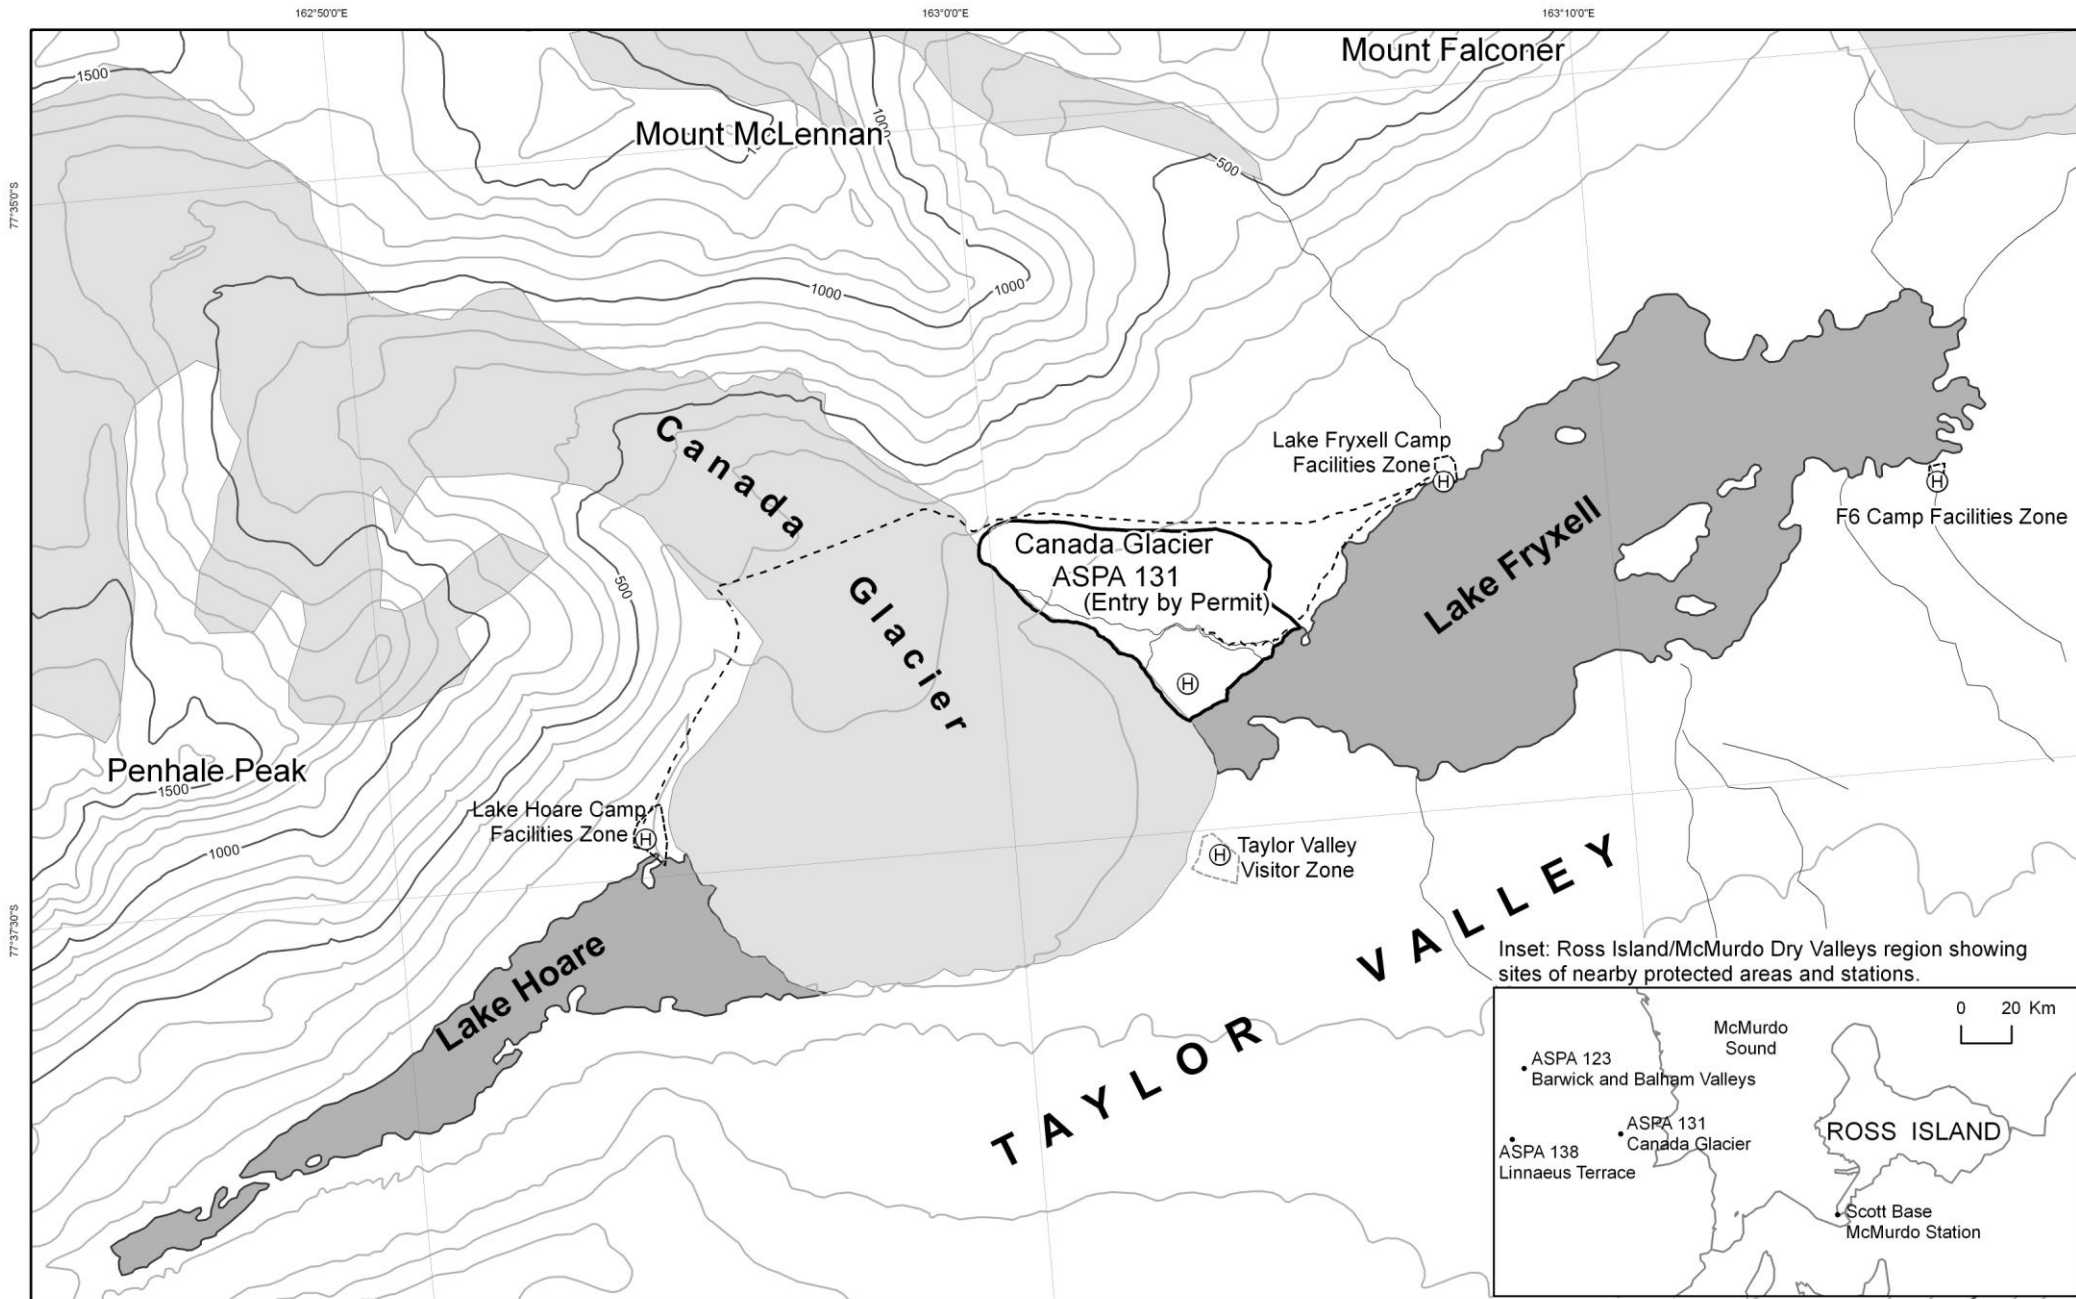 162°50'0"E
163°0'0"E
163°10'0"E
Mount Falconer
1500
Mount McLennan
1000
500
77°35'0"S
1000
1000
Canada
Lake Fryxell Camp
Facilities Zone
H
H
F6 Camp Facilities Zone
Lake Fryxell
Canada Glacier
ASPA 131
(Entry by Permit)
500
Glacier
H
Penhale Peak
1500
Lake Hoare Camp
Facilities Zone
H
1000
Taylor Valley
Visitor Zone
H
77°37'30"S
Lake Hoare
TAYLOR VALLEY
Inset: Ross Island/McMurdo Dry Valleys region showing
sites of nearby protected areas and stations.
0 20 Km
McMurdo
Sound
ASPA 123
Barwick and Balham Valleys
ASPA 131
Canada Glacier
ROSS ISLAND
ASPA 138
Linnaeus Terrace
Scott Base
McMurdo Station